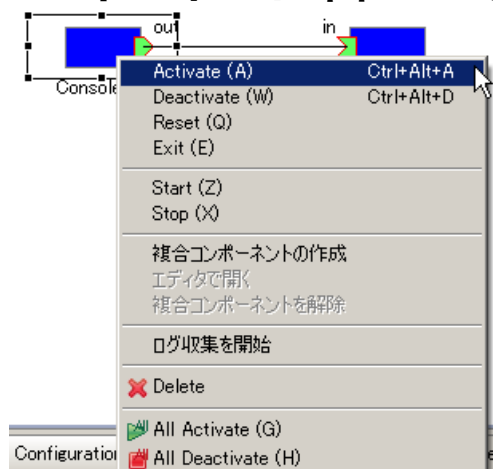 out in
Console
Activate (A) Ctrl+Alt+A
Deactivate (W) Ctrl+Alt+D
Reset (Q)
Exit (E)
Start (Z)
Stop (X)
複合コンポーネントの作成
エディタで開く
複合コンポーネントを解除
ログ収集を開始
Delete
All Activate (G)
Configuration All Deactivate (H)